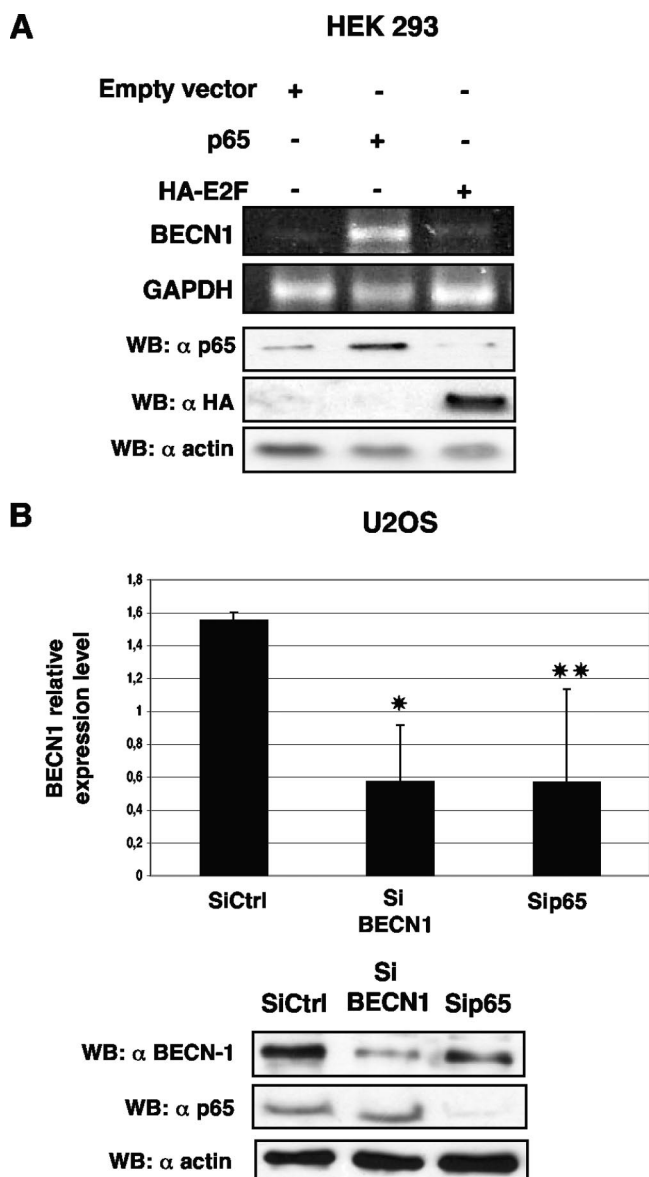 A
HEK 293
Empty vector + - -
p65 - + -
HA-E2F - - +
BECN1
GAPDH
WB: α p65
WB: α HA
WB: α actin
B
U2OS
BECN1 relative
expression level
1,8
1,6
1,4
1,2
1
0,8
0,6
0,4
0,2
0
*
**
SiCtrl
Si
BECN1
Sip65
SiCtrl
Si
BECN1
Sip65
WB: α BECN-1
WB: α p65
WB: α actin